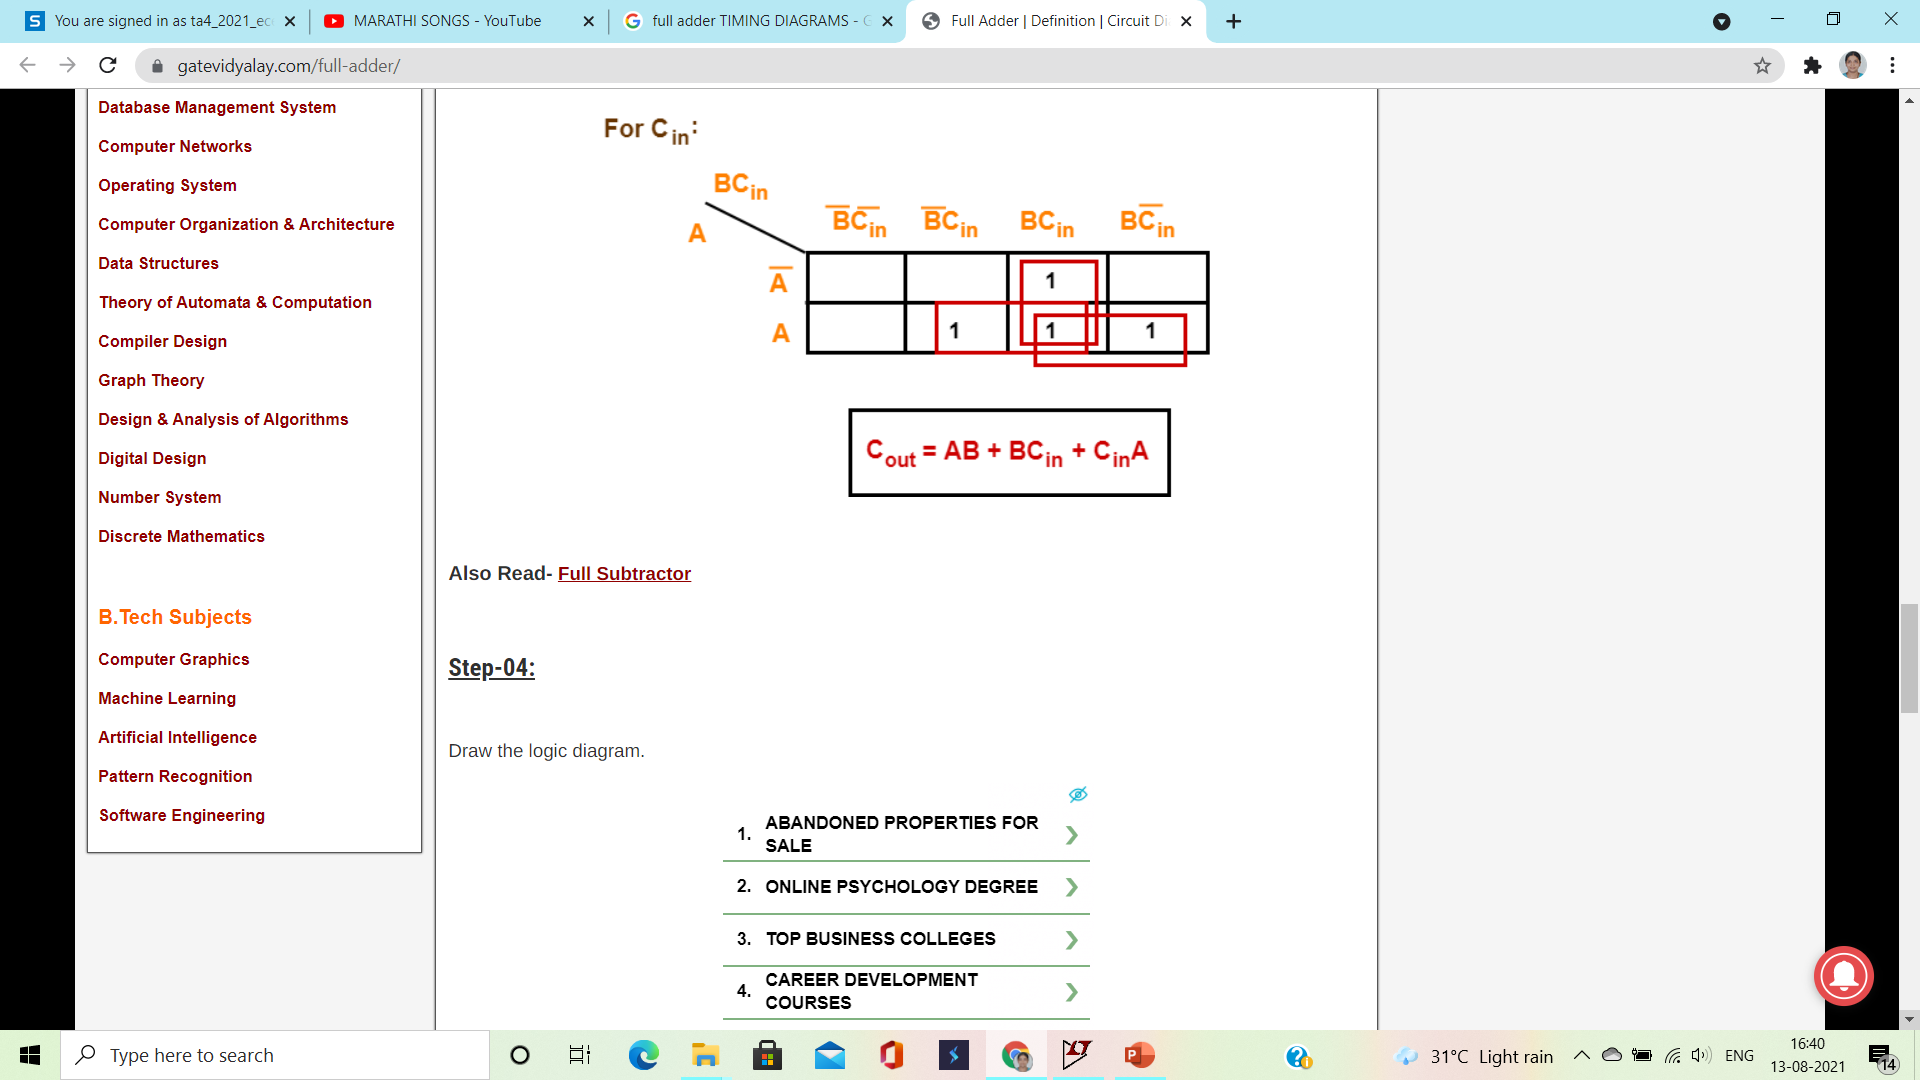 You are signed in as ta4_2021_ec
MARATHI SONGS - YouTube
full adder TIMING DIAGRAMS - G
Full Adder | Definition | Circuit Di
gatevidyalay.com/full-adder/
Database Management System
Computer Networks
Operating System
Computer Organization & Architecture
Data Structures
Theory of Automata & Computation
Compiler Design
Graph Theory
Design & Analysis of Algorithms
Digital Design
Number System
Discrete Mathematics
B.Tech Subjects
Computer Graphics
Machine Learning
Artificial Intelligence
Pattern Recognition
Software Engineering
For Cin:
BCin
A
B̅C̅in B̅Cin BCin BC̅in
A̅ 1
A 1 1 1
Cout = AB + BCin + CinA
Also Read- Full Subtractor
Step-04:
Draw the logic diagram.
1. ABANDONED PROPERTIES FOR
SALE
2. ONLINE PSYCHOLOGY DEGREE
3. TOP BUSINESS COLLEGES
4. CAREER DEVELOPMENT
COURSES
Type here to search
31°C Light rain
ENG
16:40
13-08-2021
14